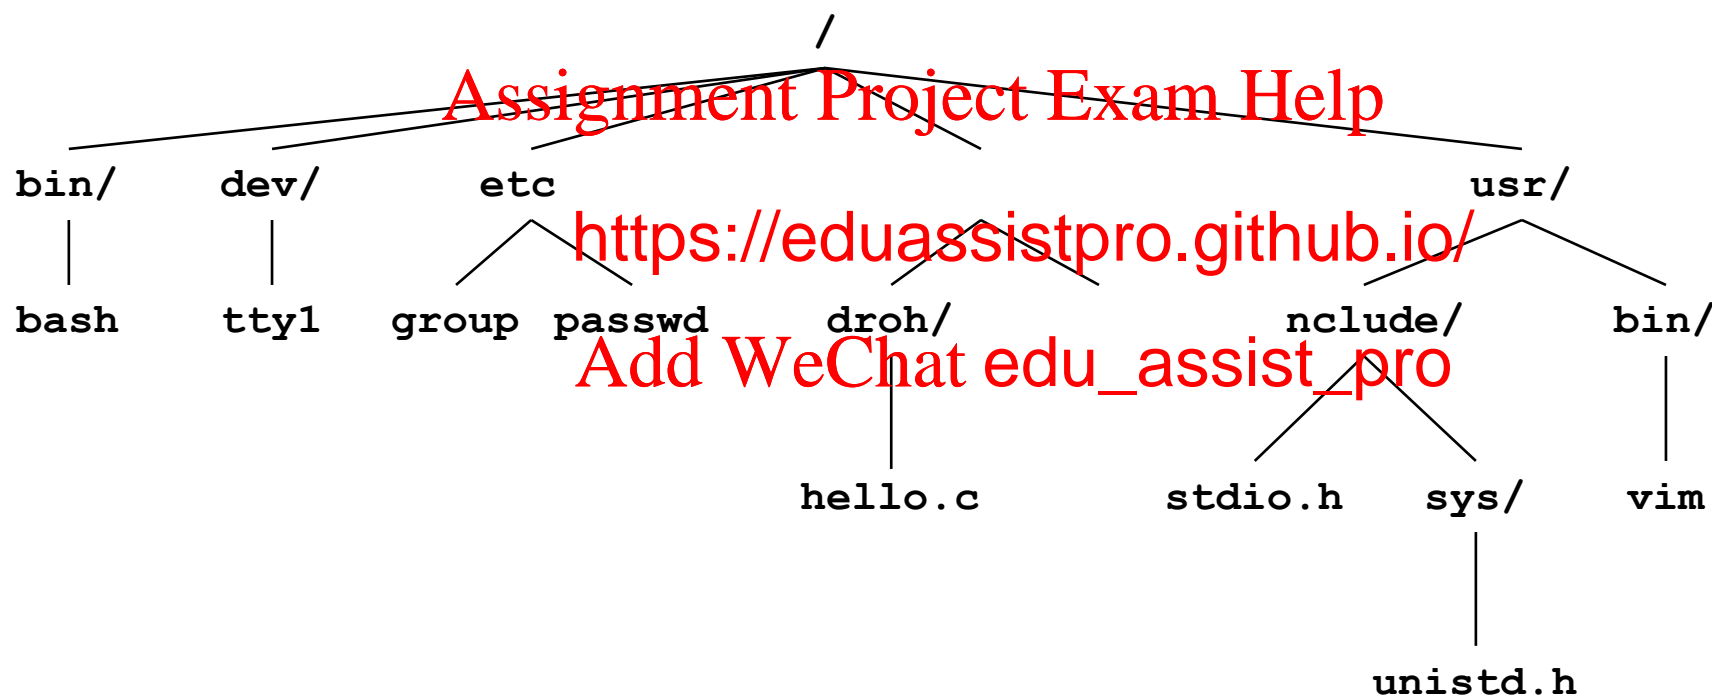 /
Assignment Project Exam Help
bin/ dev/ etc usr/
https://eduassistpro.github.io/
bash tty1 group passwd droh/ nclude/ bin/
Add WeChat edu_assist_pro
hello.c stdio.h sys/ vim
unistd.h